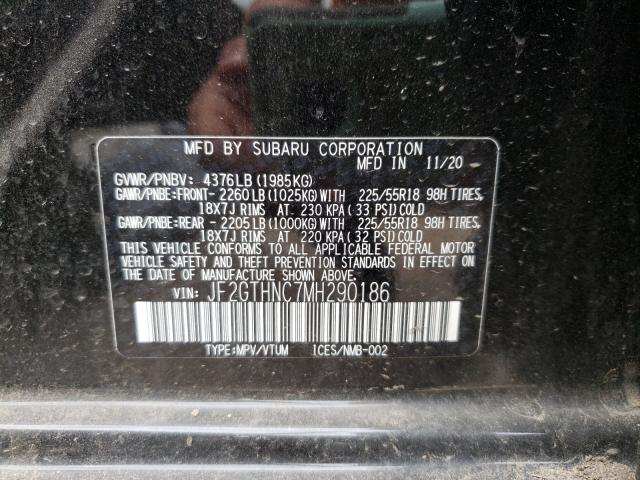 MFD BY SUBARU CORPORATION
MFD IN 11/20
GVWR/PNBV: 4376LB(1985KG)
GAWR/PNBE:FRONT- 2260LB(1025KG)WITH 225/55R18 98H TIRES,
18X7J RIMS AT 230 KPA(33 PSI)COLD
GAWR/PNBE:REAR - 2205LB(1000KG)WITH 225/55R18 98H TIRES,
18X7J RIMS AT 220 KPA(32 PSI)COLD
THIS VEHICLE CONFORMS TO ALL APPLICABLE FEDERAL MOTOR
VEHICLE SAFETY AND THEFT PREVENTION STANDARDS IN EFFECT
ON THE DATE OF MANUFACTURE SHOWN ABOVE.
VIN: JF2GTHNC7MH290186
TYPE:MPV/VTUM ICES/NMB-002